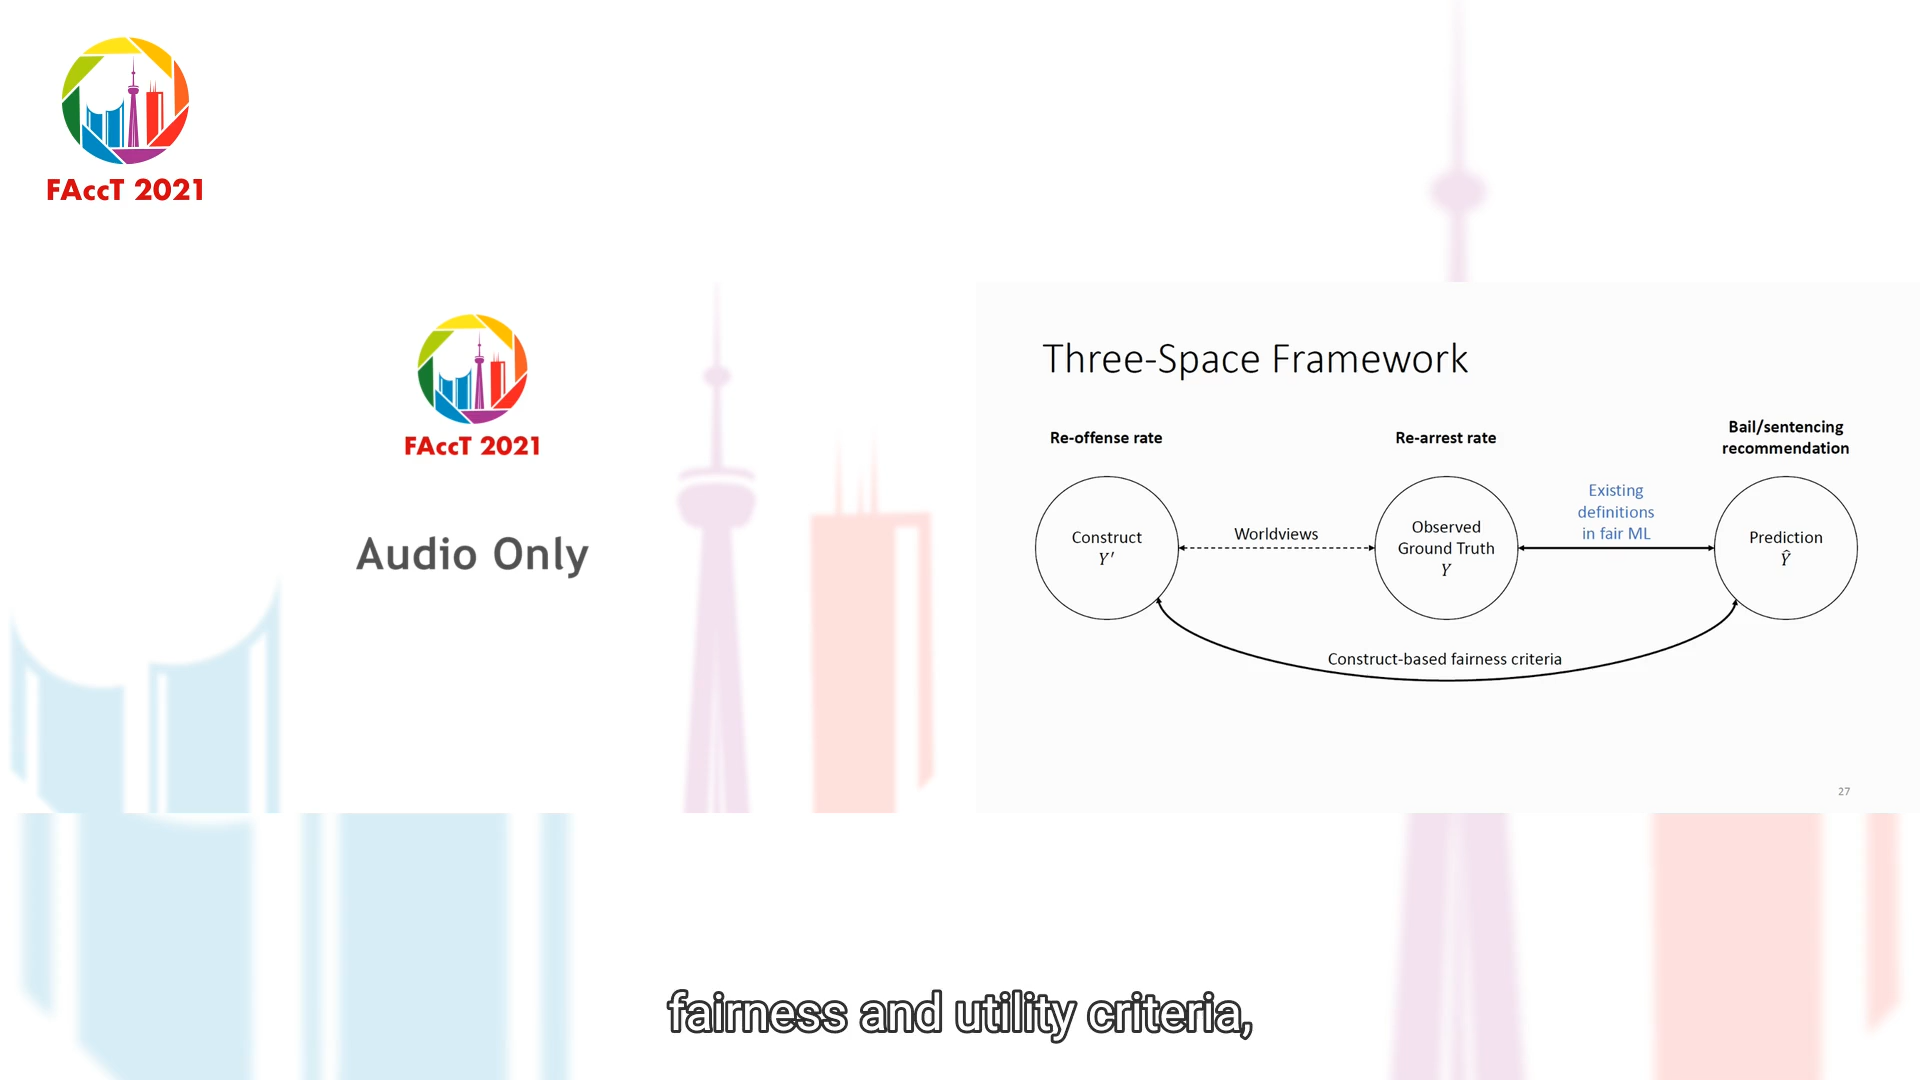 FAccT 2021
FAccT 2021
Audio Only
Three-Space Framework
Re-offense rate
Re-arrest rate
Bail/sentencing
recommendation
Construct
Y′
Worldviews
Observed
Ground Truth
Y
Existing
definitions
in fair ML
Prediction
Ŷ
Construct-based fairness criteria
27
fairness and utility criteria,